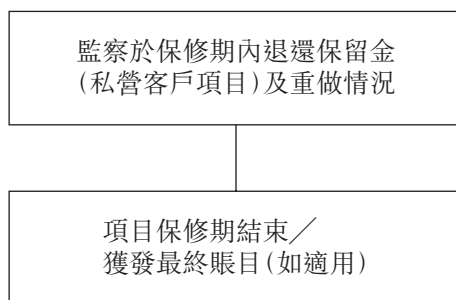 監察於保修期內退還保留金
(私營客戶項目)及重做情況
項目保修期結束／
獲發最終賬目(如適用)